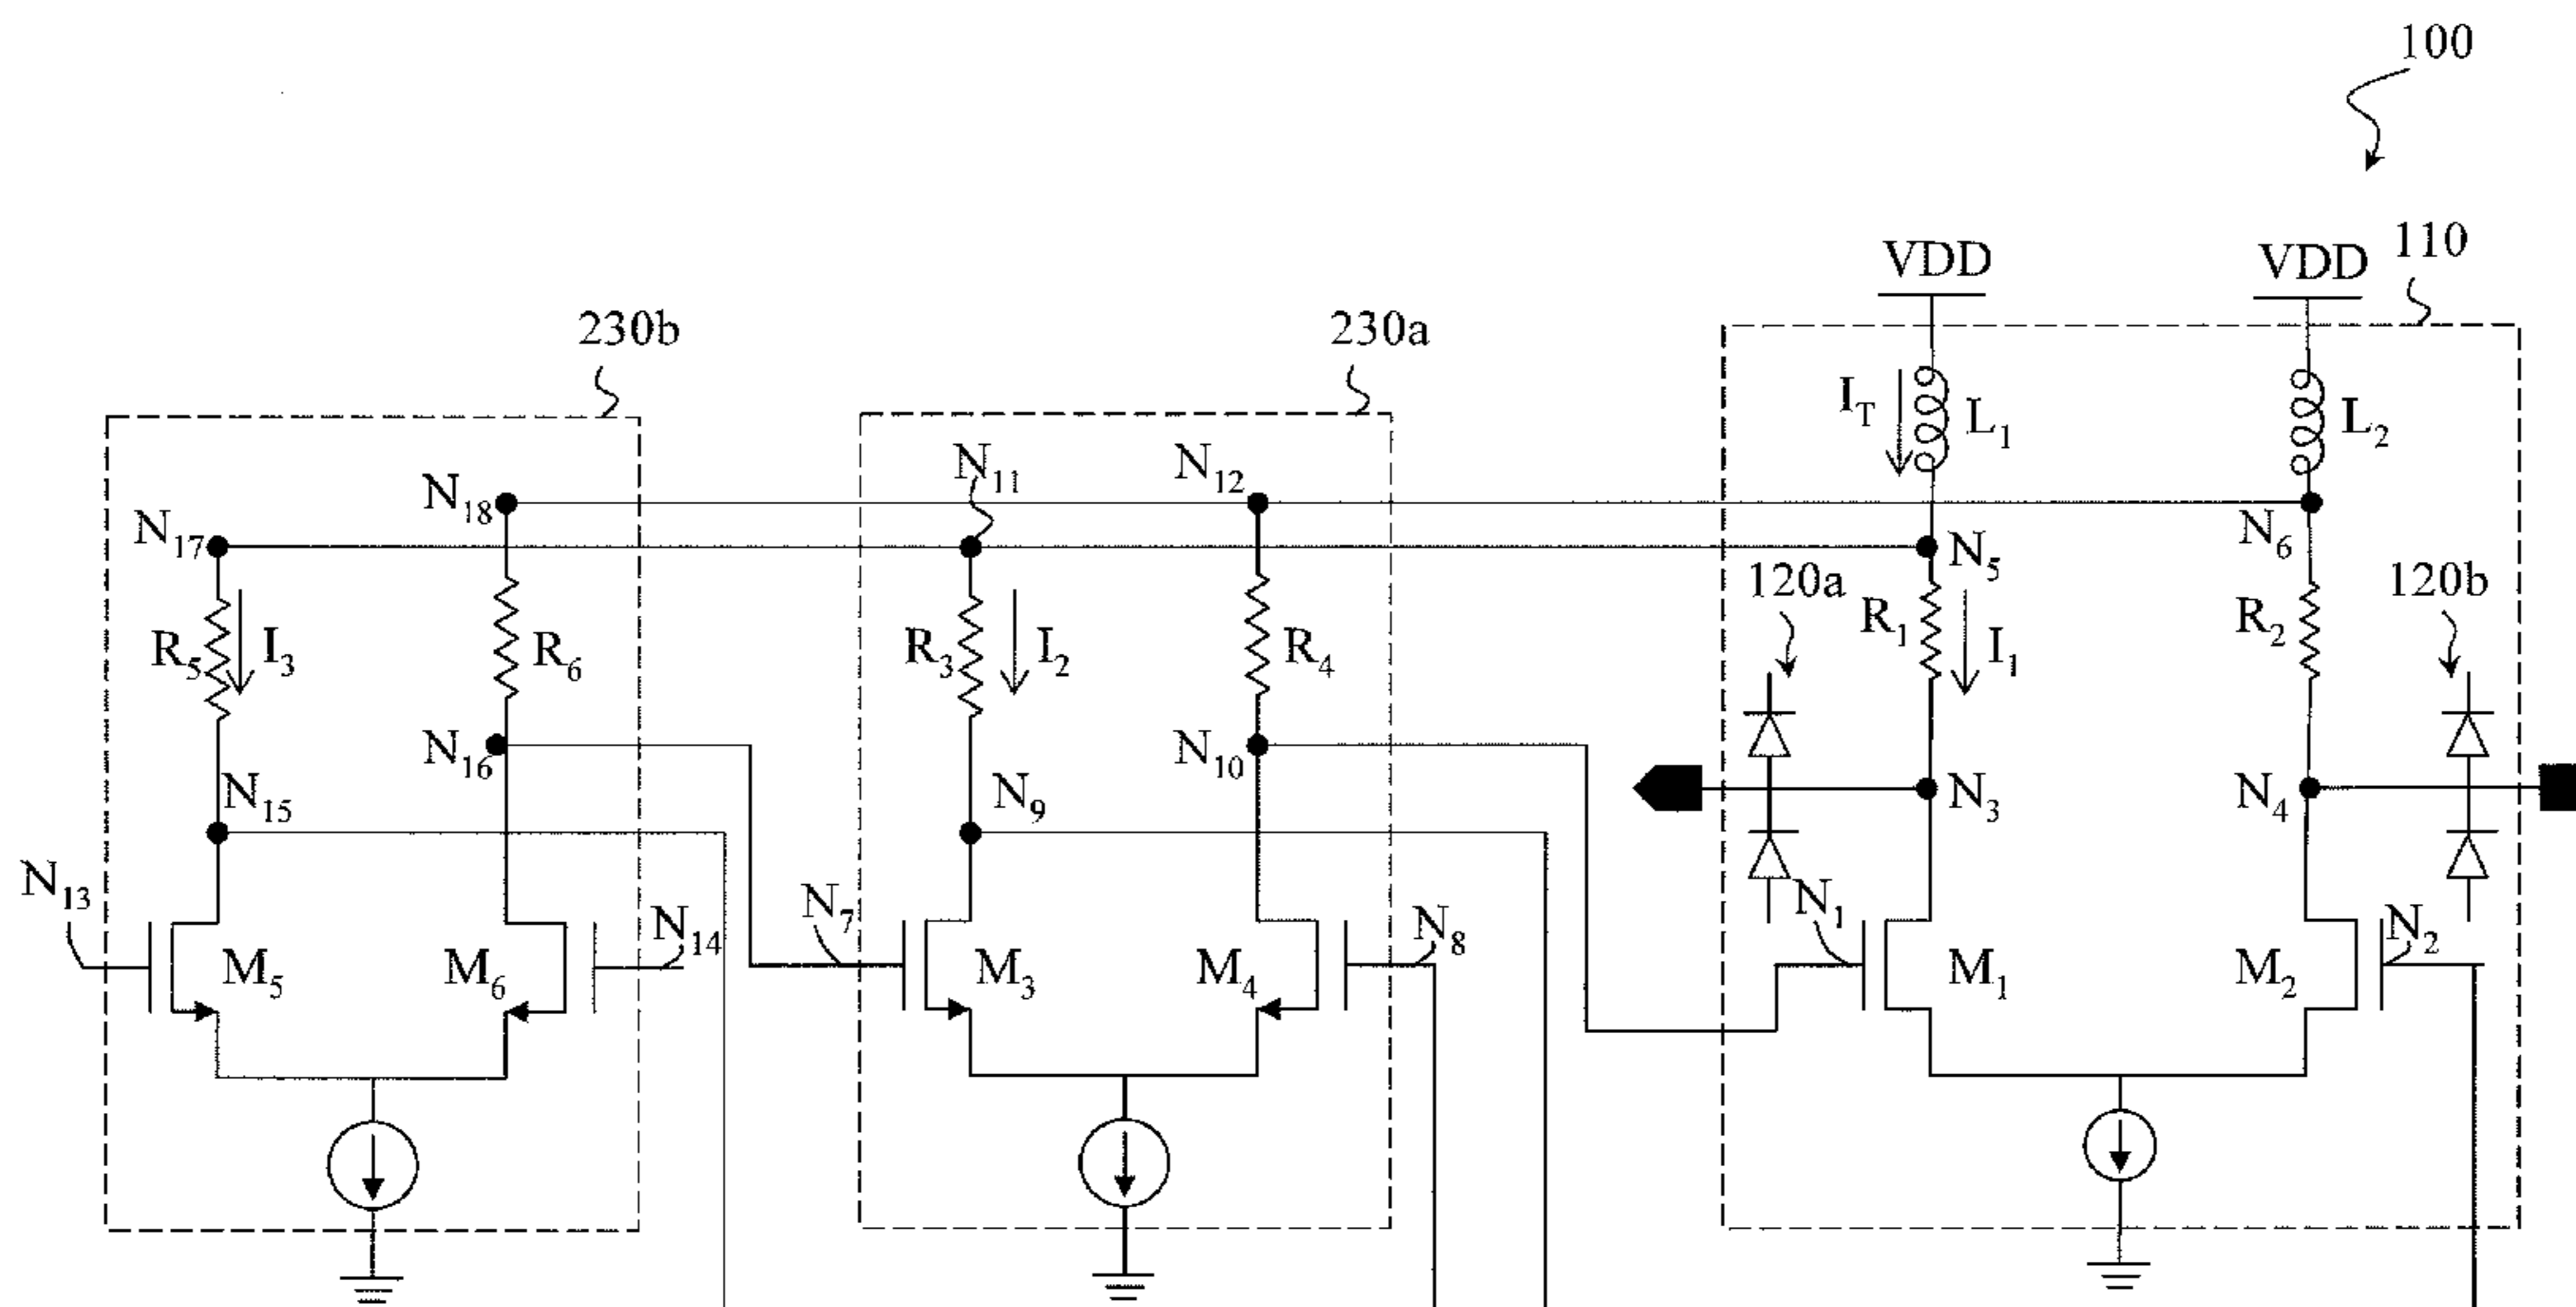 100
VDD
VDD
110
230b
230a
I_T
L_1
L_2
N_11
N_12
N_18
N_17
N_5
N_6
120a
120b
R_5
I_3
R_6
R_3
I_2
R_4
R_1
I_1
R_2
N_16
N_10
N_15
N_9
N_3
N_4
N_13
N_14
N_7
N_8
N_1
N_2
M_5
M_6
M_3
M_4
M_1
M_2